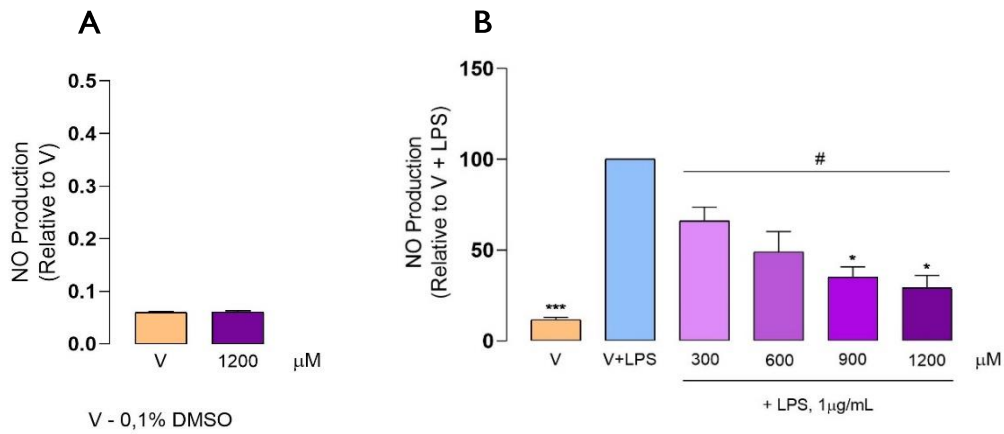 A
NO Production
(Relative to V)
0.5
0.4
0.3
0.2
0.1
0.0
V 1200 μM
V - 0,1% DMSO
B
NO Production
(Relative to V + LPS)
150
100
50
0
#
*** * *
V V+LPS 300 600 900 1200 μM
+ LPS, 1μg/mL